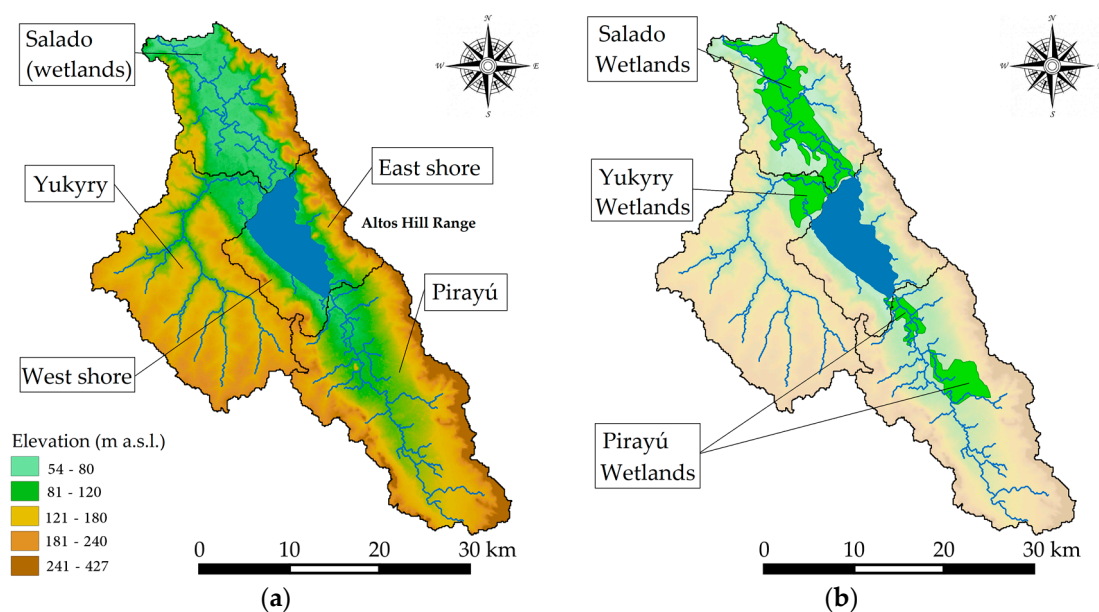 N
W
E
S
Salado
(wetlands)
Yukyry
East shore
Altos Hill Range
Pirayú
West shore
Elevation (m a.s.l.)
54 - 80
81 - 120
121 - 180
181 - 240
241 - 427
0 10 20 30 km
(a)
N
W
S
Salado
Wetlands
Yukyry
Wetlands
Pirayú
Wetlands
0 10 20 30 km
(b)